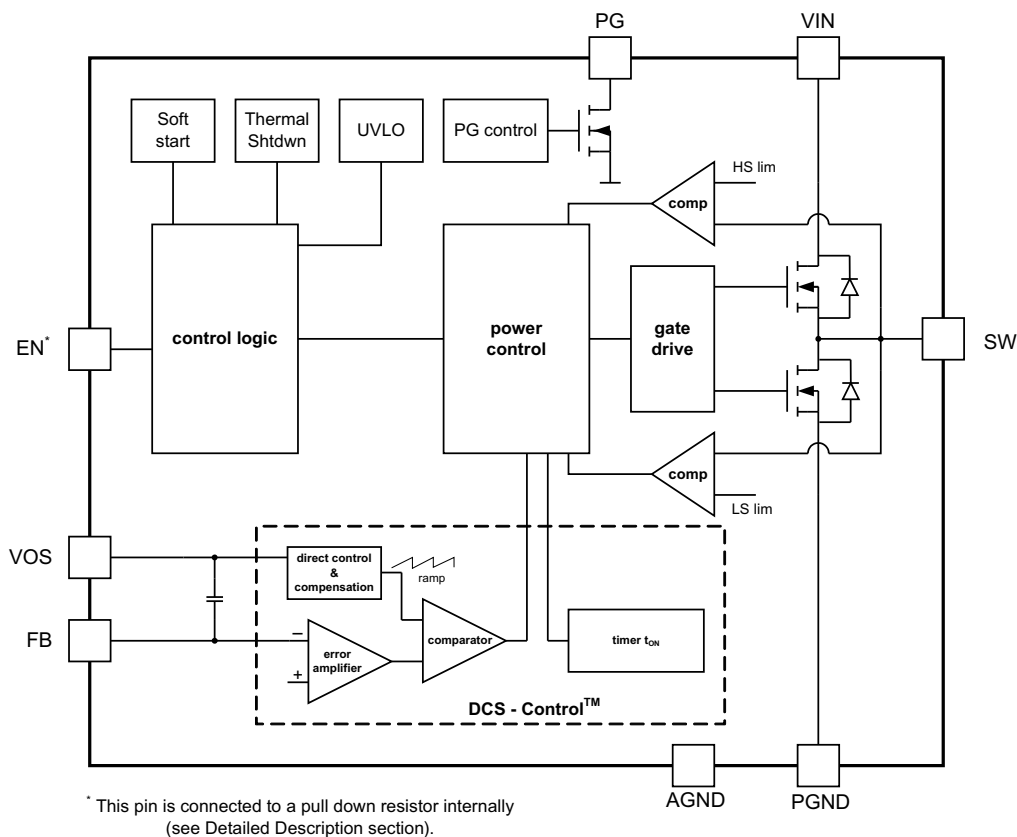 PG
VIN
Soft
start
Thermal
Shtdwn
UVLO
PG control
HS lim
comp
control logic
power
control
gate
drive
EN*
SW
comp
LS lim
VOS
direct control
&
compensation
ramp
FB
−
error
amplifier
+
comparator
timer tON
DCS - Control™
AGND
PGND
* This pin is connected to a pull down resistor internally
(see Detailed Description section).